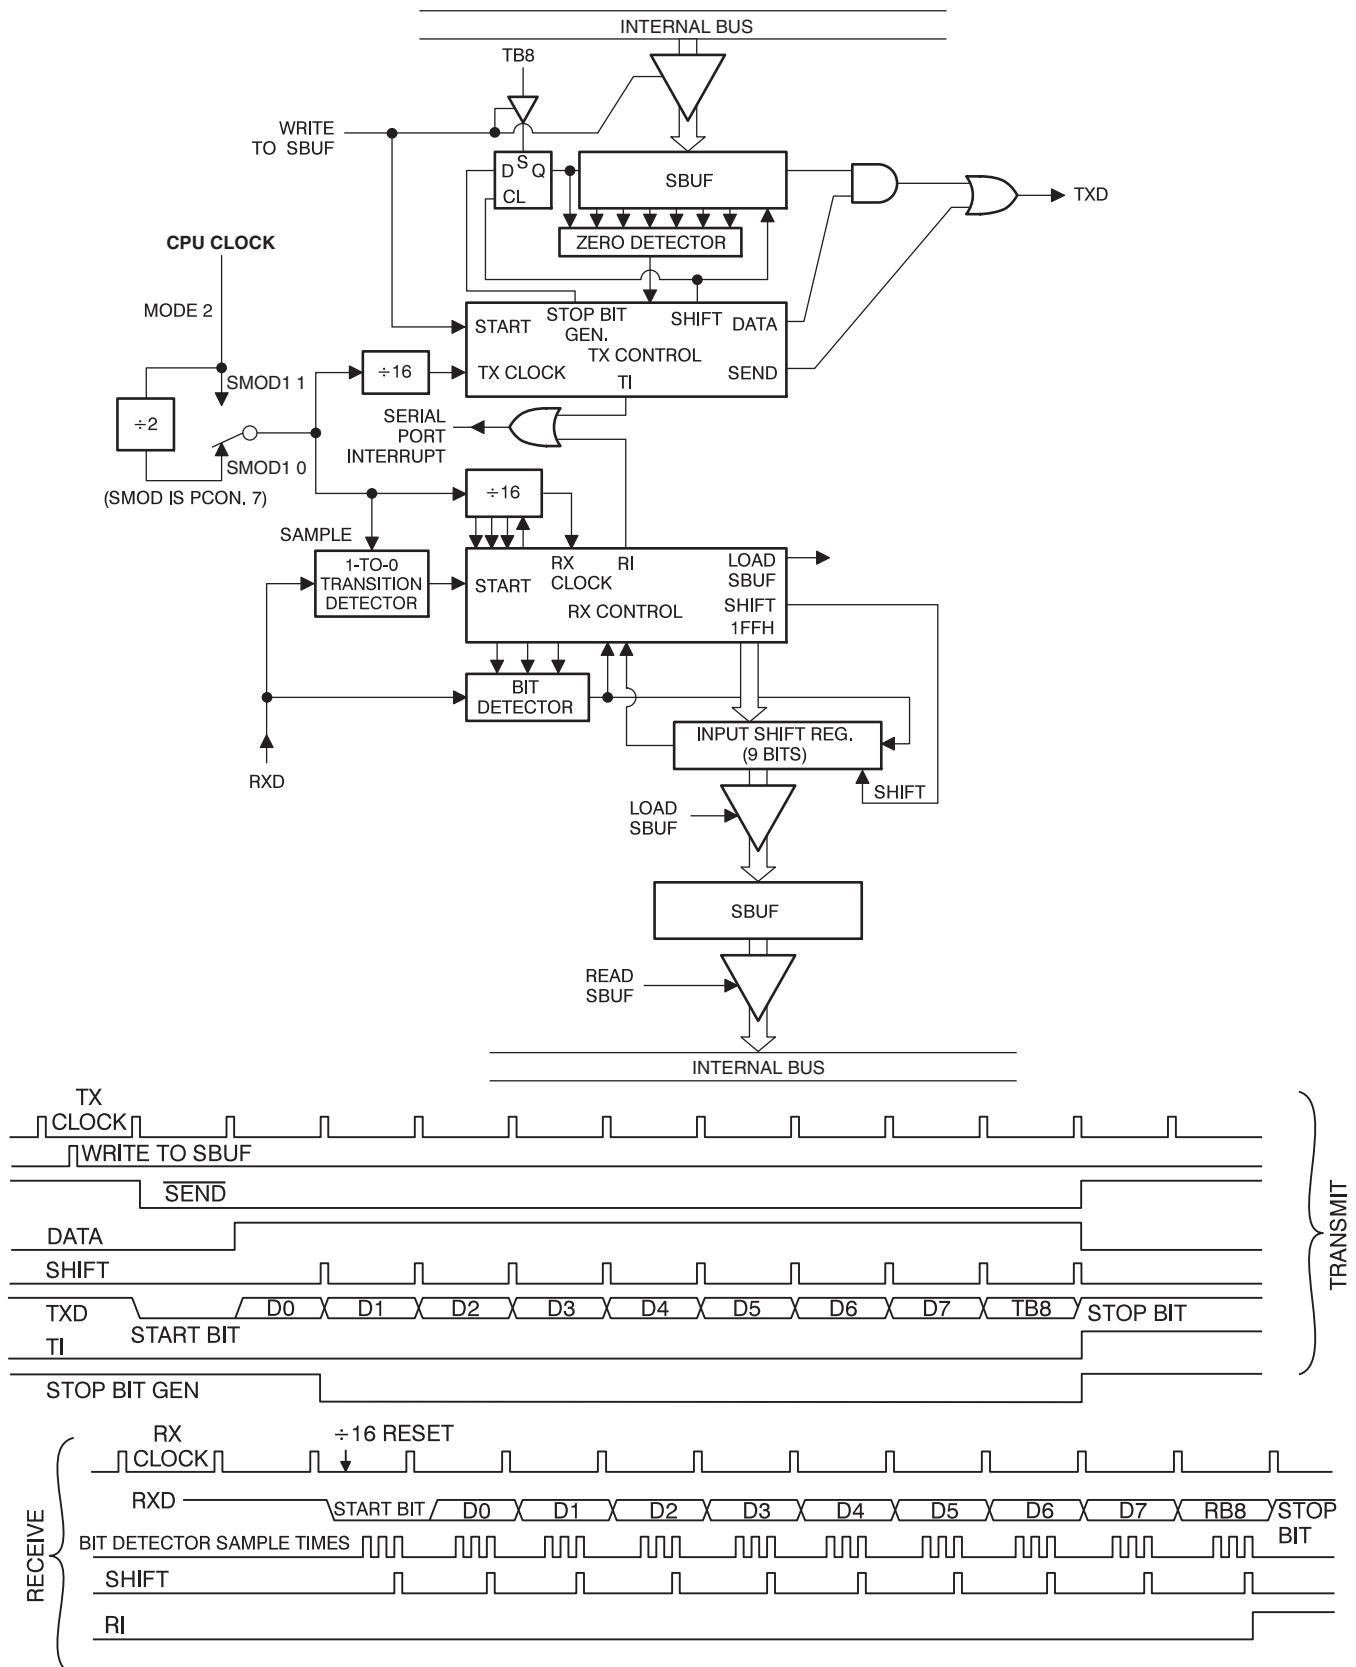 INTERNAL BUS
TB8
WRITE
TO SBUF
D S Q
CL
SBUF
TXD
ZERO DETECTOR
CPU CLOCK
MODE 2
START
STOP BIT
GEN.
SHIFT
DATA
TX CONTROL
TX CLOCK
TI
SEND
÷16
SMOD1 1
÷2
SMOD1 0
(SMOD IS PCON. 7)
SERIAL
PORT
INTERRUPT
÷16
SAMPLE
1-TO-0
TRANSITION
DETECTOR
START
RX
CLOCK
RI
LOAD
SBUF
RX CONTROL
SHIFT
1FFH
BIT
DETECTOR
INPUT SHIFT REG.
(9 BITS)
RXD
SHIFT
LOAD
SBUF
SBUF
READ
SBUF
INTERNAL BUS
TX
CLOCK
WRITE TO SBUF
SEND
DATA
SHIFT
TXD
START BIT
D0 D1 D2 D3 D4 D5 D6 D7 TB8 STOP BIT
TI
STOP BIT GEN
TRANSMIT
RX
CLOCK
÷16 RESET
RXD
START BIT D0 D1 D2 D3 D4 D5 D6 D7 RB8 STOP
BIT
BIT DETECTOR SAMPLE TIMES
SHIFT
RI
RECEIVE